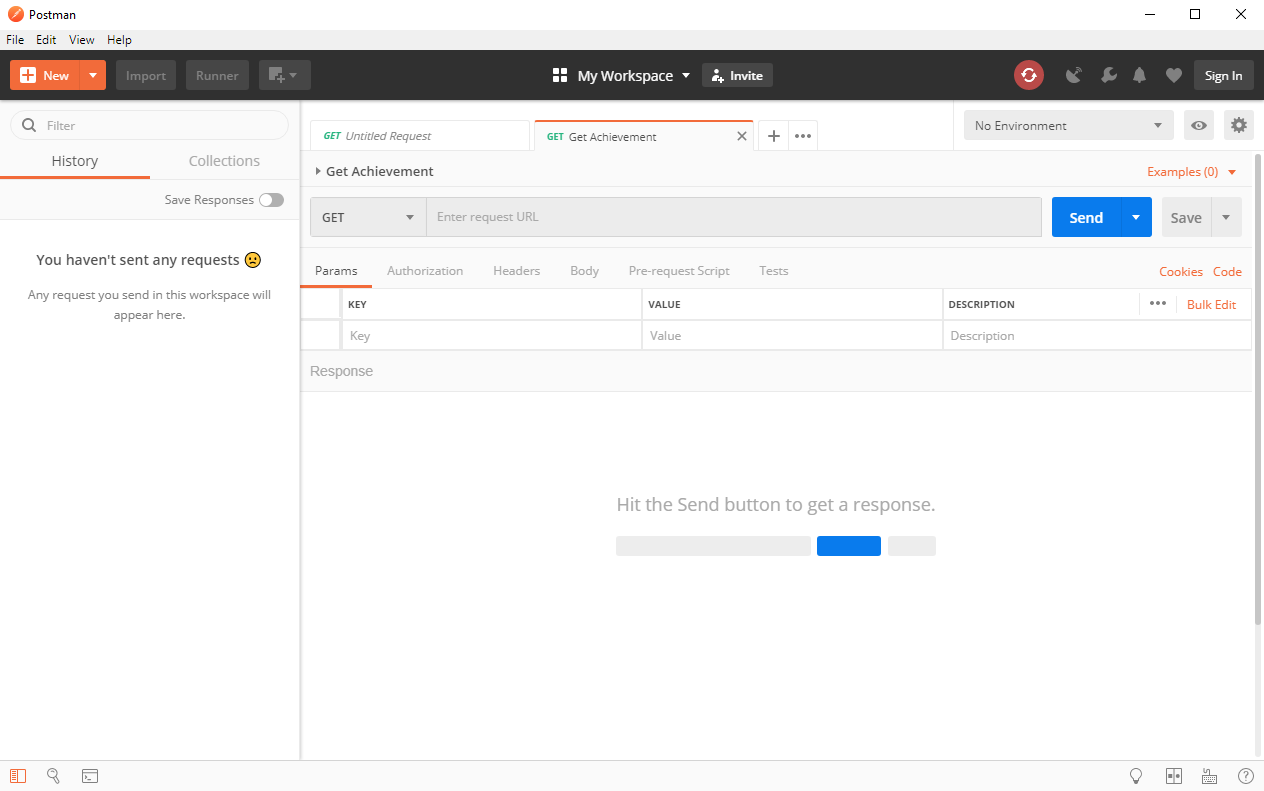 Postman
File Edit View Help
New Import Runner My Workspace Invite Sign In
Filter
History Collections
Save Responses
You haven't sent any requests
Any request you send in this workspace will
appear here.
GET Untitled Request GET Get Achievement No Environment
Get Achievement Examples (0)
GET Enter request URL Send Save
Params Authorization Headers Body Pre-request Script Tests Cookies Code
KEY VALUE DESCRIPTION Bulk Edit
Key Value Description
Response
Hit the Send button to get a response.